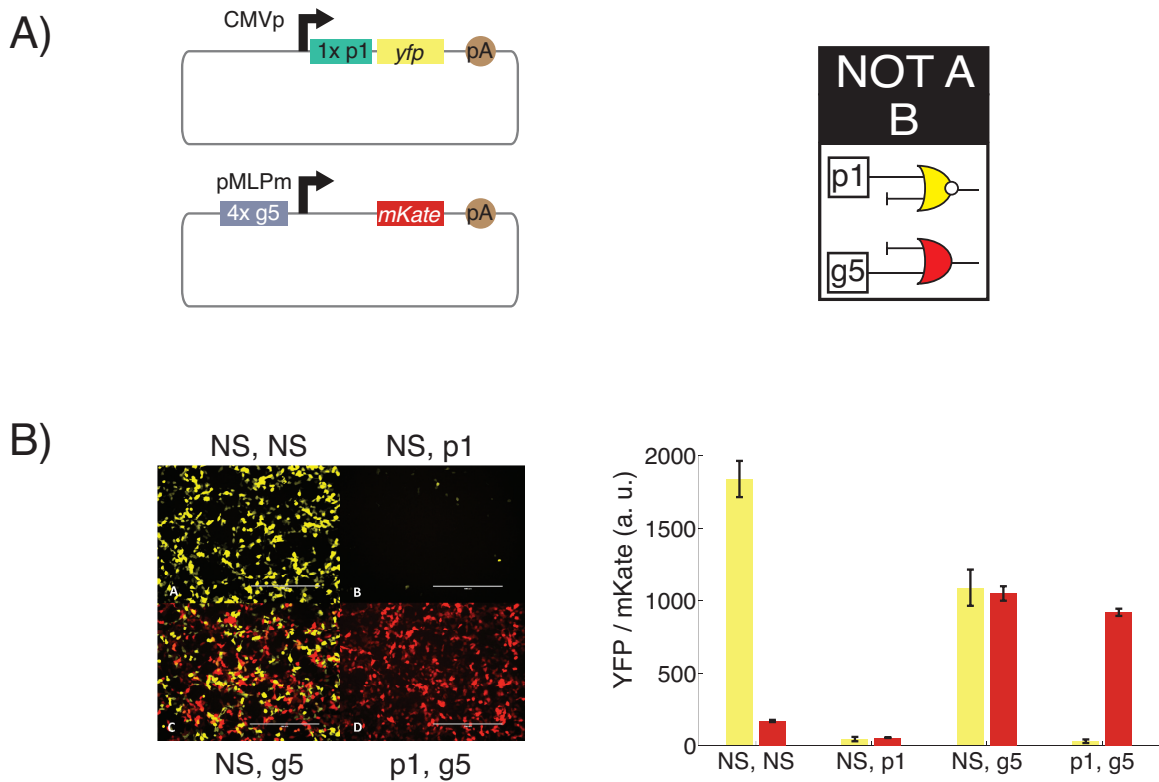 A)
CMVp
1x p1
yfp
pA
pMLPm
4x g5
mKate
pA
NOT A
B
p1
g5
B)
NS, NS
NS, p1
A
B
C
D
NS, g5
p1, g5
YFP / mKate (a. u.)
2000
1500
1000
500
0
NS, NS
NS, p1
NS, g5
p1, g5